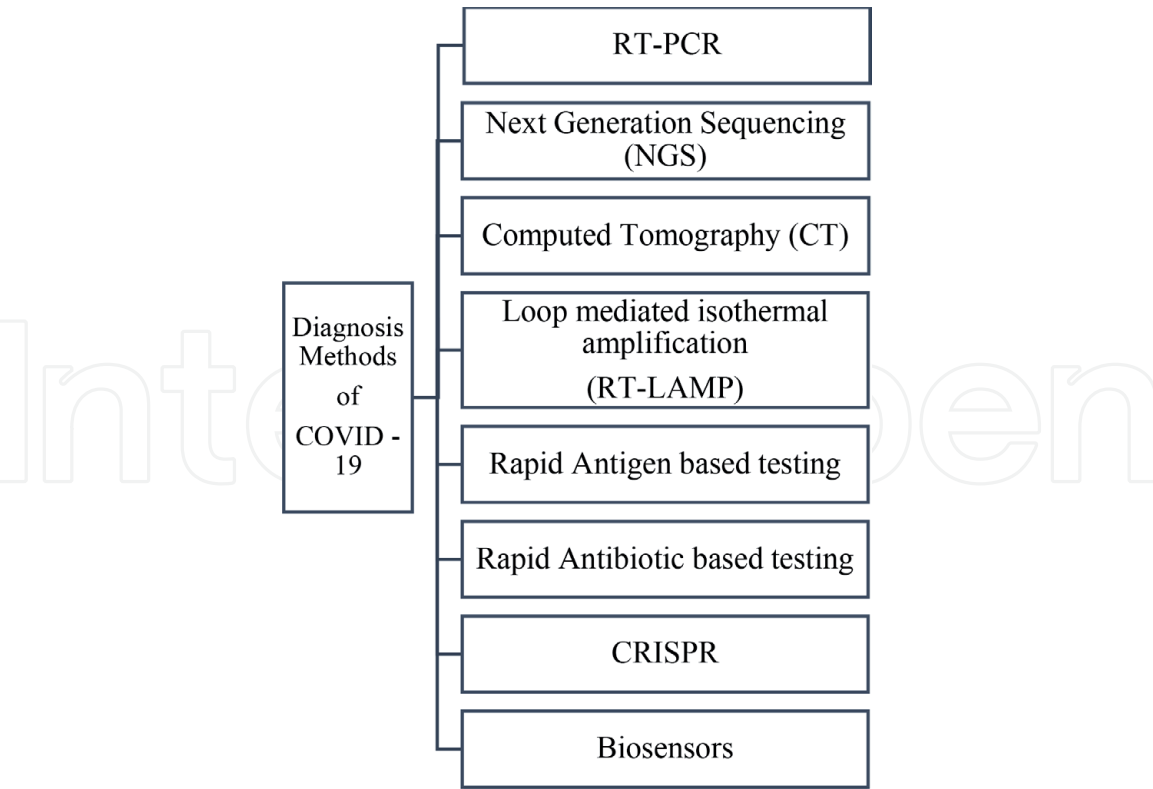 RT-PCR
Next Generation Sequencing
(NGS)
Computed Tomography (CT)
Loop mediated isothermal
amplification
(RT-LAMP)
Diagnosis
Methods
of
COVID -
19
Rapid Antigen based testing
Rapid Antibiotic based testing
CRISPR
Biosensors